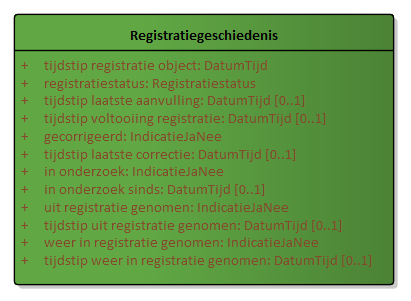 Registratiegeschiedenis
+ tijdstip registratie object: DatumTijd
+ registratiestatus: Registratiestatus
+ tijdstip laatste aanvulling: DatumTijd [0..1]
+ tijdstip voltooiing registratie: DatumTijd [0..1]
+ gecorrigeerd: IndicatieJaNee
+ tijdstip laatste correctie: DatumTijd [0..1]
+ in onderzoek: IndicatieJaNee
+ in onderzoek sinds: DatumTijd [0..1]
+ uit registratie genomen: IndicatieJaNee
+ tijdstip uit registratie genomen: DatumTijd [0..1]
+ weer in registratie genomen: IndicatieJaNee
+ tijdstip weer in registratie genomen: DatumTijd [0..1]